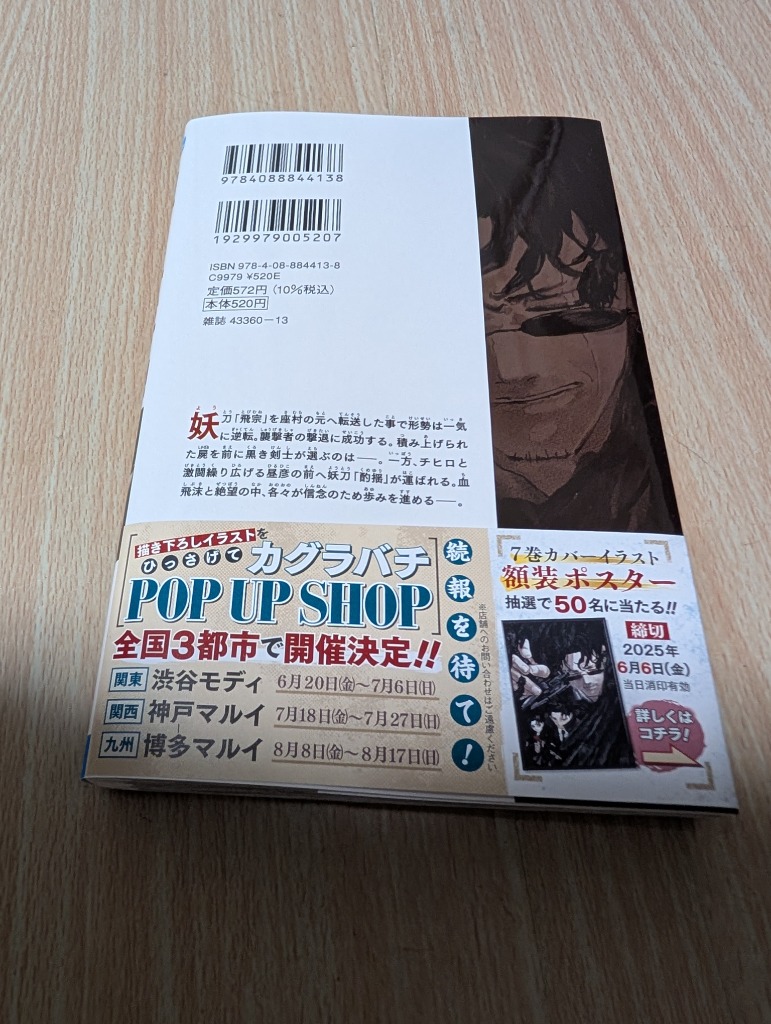 9784088844138
1929979005207
ISBN 978-4-08-884413-8
C9979 ¥520E
定価572円(10%税込)
本体520円
雑誌 43360-13
妖刀「飛宗」を座村の元へ転送した事で形勢は一気
に逆転。襲撃者の撃退に成功する。積み上げられ
た屍を前に黒き剣士が選ぶのは──。一方、チヒロと
激闘繰り広げる昼彦の前へ妖刀「酌揺」が運ばれる。血
飛沫と絶望の中、各々が信念のため歩みを進める──。
描き下ろしイラストを
ひっさげて
カグラバチ
POP UP SHOP
全国3都市で開催決定!!
関東 渋谷モディ 6月20日(金)~7月6日(日)
関西 神戸マルイ 7月18日(金)~7月27日(日)
九州 博多マルイ 8月8日(金)~8月17日(日)
続報を待て!
※店舗へのお問い合わせはご遠慮ください
7巻カバーイラスト
額装ポスター
抽選で50名に当たる!!
締切
2025年
6月6日(金)
当日消印有効
詳しくは
コチラ!